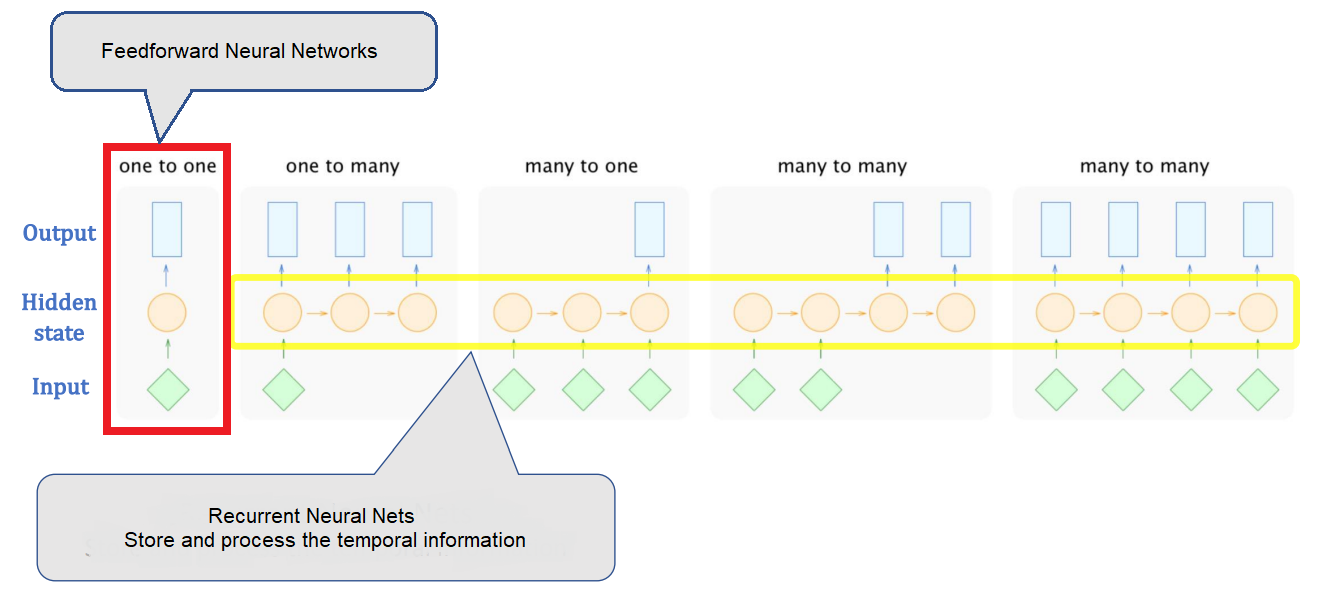 Feedforward Neural Networks
one to one
one to many
many to one
many to many
many to many
Output
Hidden
state
Input
Recurrent Neural Nets
Store and process the temporal information